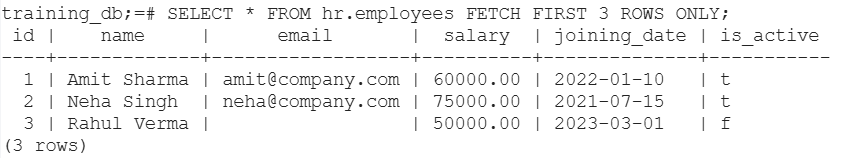 training_db;=# SELECT * FROM hr.employees FETCH FIRST 3 ROWS ONLY;
 id |     name     |       email       |  salary  | joining_date | is_active
----+--------------+-------------------+----------+--------------+-----------
  1 | Amit Sharma | amit@company.com | 60000.00 | 2022-01-10 | t
  2 | Neha Singh  | neha@company.com | 75000.00 | 2021-07-15 | t
  3 | Rahul Verma |                  | 50000.00 | 2023-03-01 | f
(3 rows)